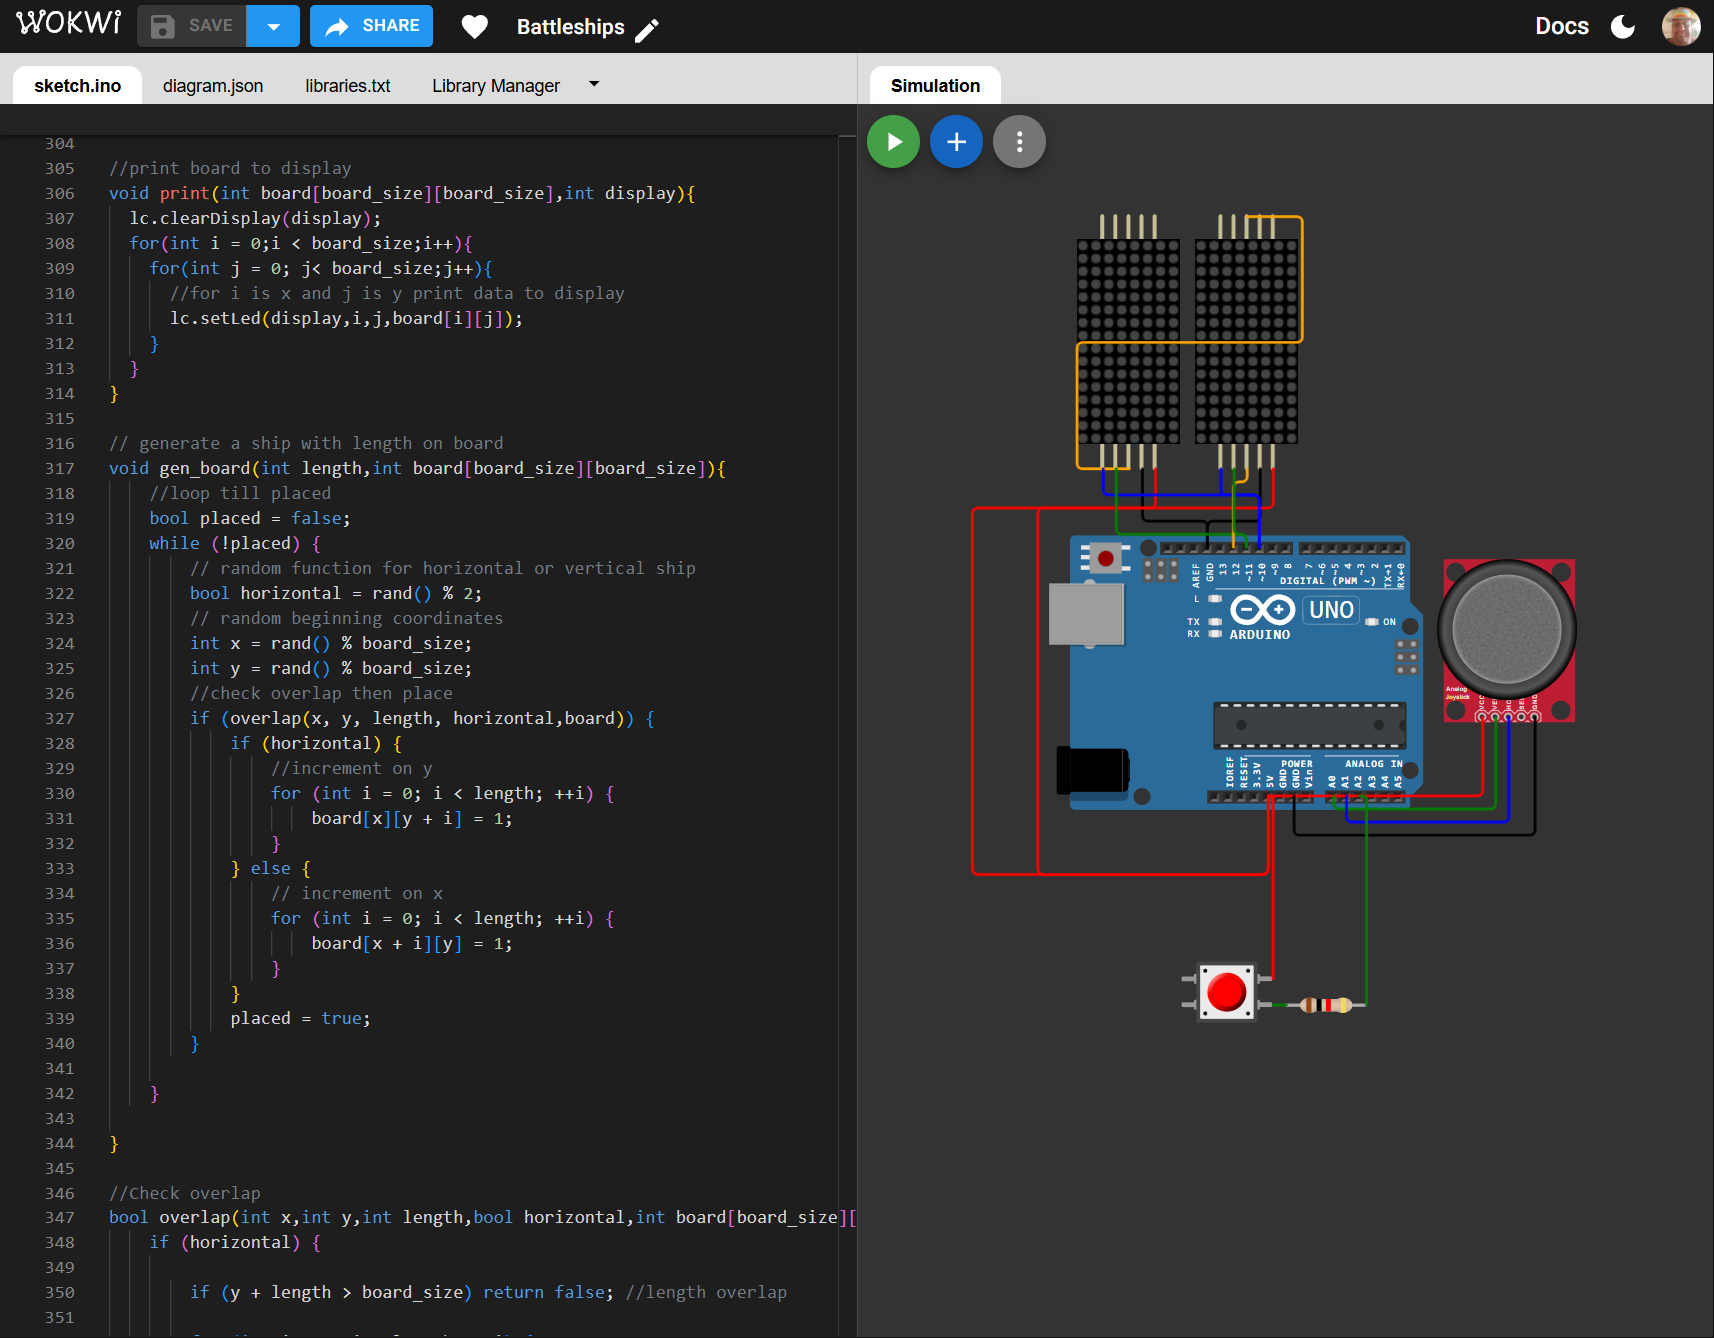 WOKWi
SAVE
SHARE
Battleships
Docs
sketch.ino
diagram.json
libraries.txt
Library Manager
Simulation
304
305 //print board to display
306 void print(int board[board_size][board_size],int display){
307 lc.clearDisplay(display);
308 for(int i = 0;i < board_size;i++){
309 for(int j = 0; j< board_size;j++){
310 //for i is x and j is y print data to display
311 lc.setLed(display,i,j,board[i][j]);
312 }
313 }
314 }
315
316 // generate a ship with length on board
317 void gen_board(int length,int board[board_size][board_size]){
318 //loop till placed
319 bool placed = false;
320 while (!placed) {
321 // random function for horizontal or vertical ship
322 bool horizontal = rand() % 2;
323 // random beginning coordinates
324 int x = rand() % board_size;
325 int y = rand() % board_size;
326 //check overlap then place
327 if (overlap(x, y, length, horizontal,board)) {
328 if (horizontal) {
329 //increment on y
330 for (int i = 0; i < length; ++i) {
331 board[x][y + i] = 1;
332 }
333 } else {
334 // increment on x
335 for (int i = 0; i < length; ++i) {
336 board[x + i][y] = 1;
337 }
338 }
339 placed = true;
340 }
341
342 }
343
344 }
345
346 //Check overlap
347 bool overlap(int x,int y,int length,bool horizontal,int board[board_size][
348 if (horizontal) {
349
350 if (y + length > board_size) return false; //length overlap
351
AREF
GND
13
12
~11
~10
~9
8
7
~6
~5
4
~3
2
TX→1
RX←0
DIGITAL (PWM ~)
L
TX
RX
UNO
ARDUINO
ON
IOREF
RESET
3.3V
5V
GND
GND
Vin
POWER
ANALOG IN
A0
A1
A2
A3
A4
A5
Analog
Joystick
VCC
GND